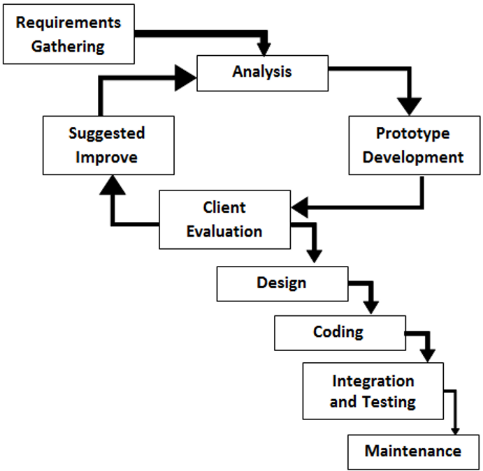 Requirements
Gathering
Analysis
Suggested
Improve
Prototype
Development
Client
Evaluation
Design
Coding
Integration
and Testing
Maintenance